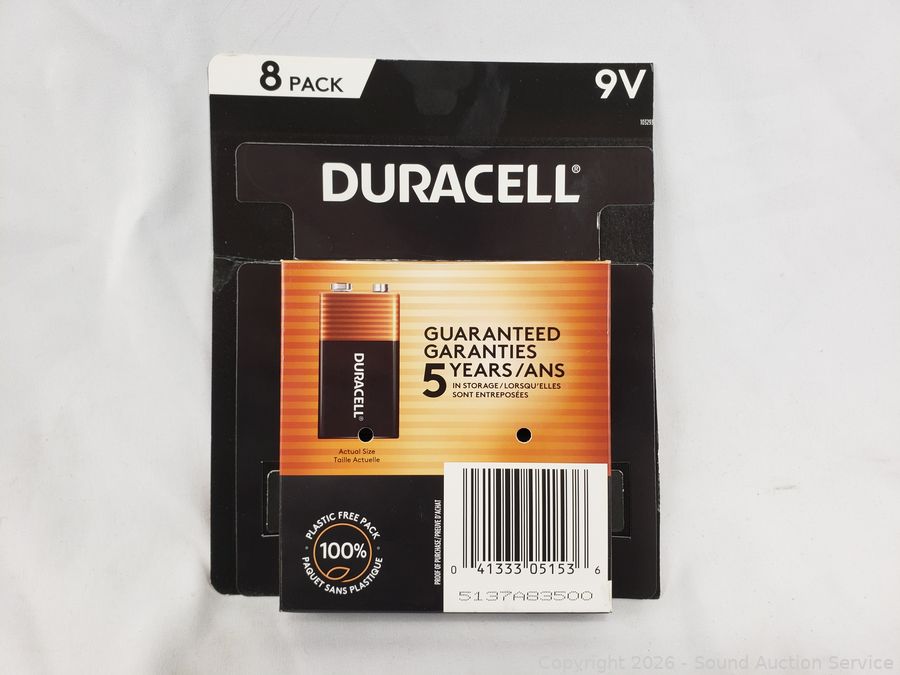 8 PACK
9V
DURACELL®
DURACELL®
GUARANTEED
GARANTIES
5 YEARS/ANS
IN STORAGE/LORSQU'ELLES
SONT ENTREPOSÉES
Actual Size
Taille Actuelle
PLASTIC FREE PACK
100%
PAQUET SANS PLASTIQUE
PROOF OF PURCHASE/PREUVE D'ACHAT
0 41333 05153 6
5137A83500
Copyright 2026 - Sound Auction Service